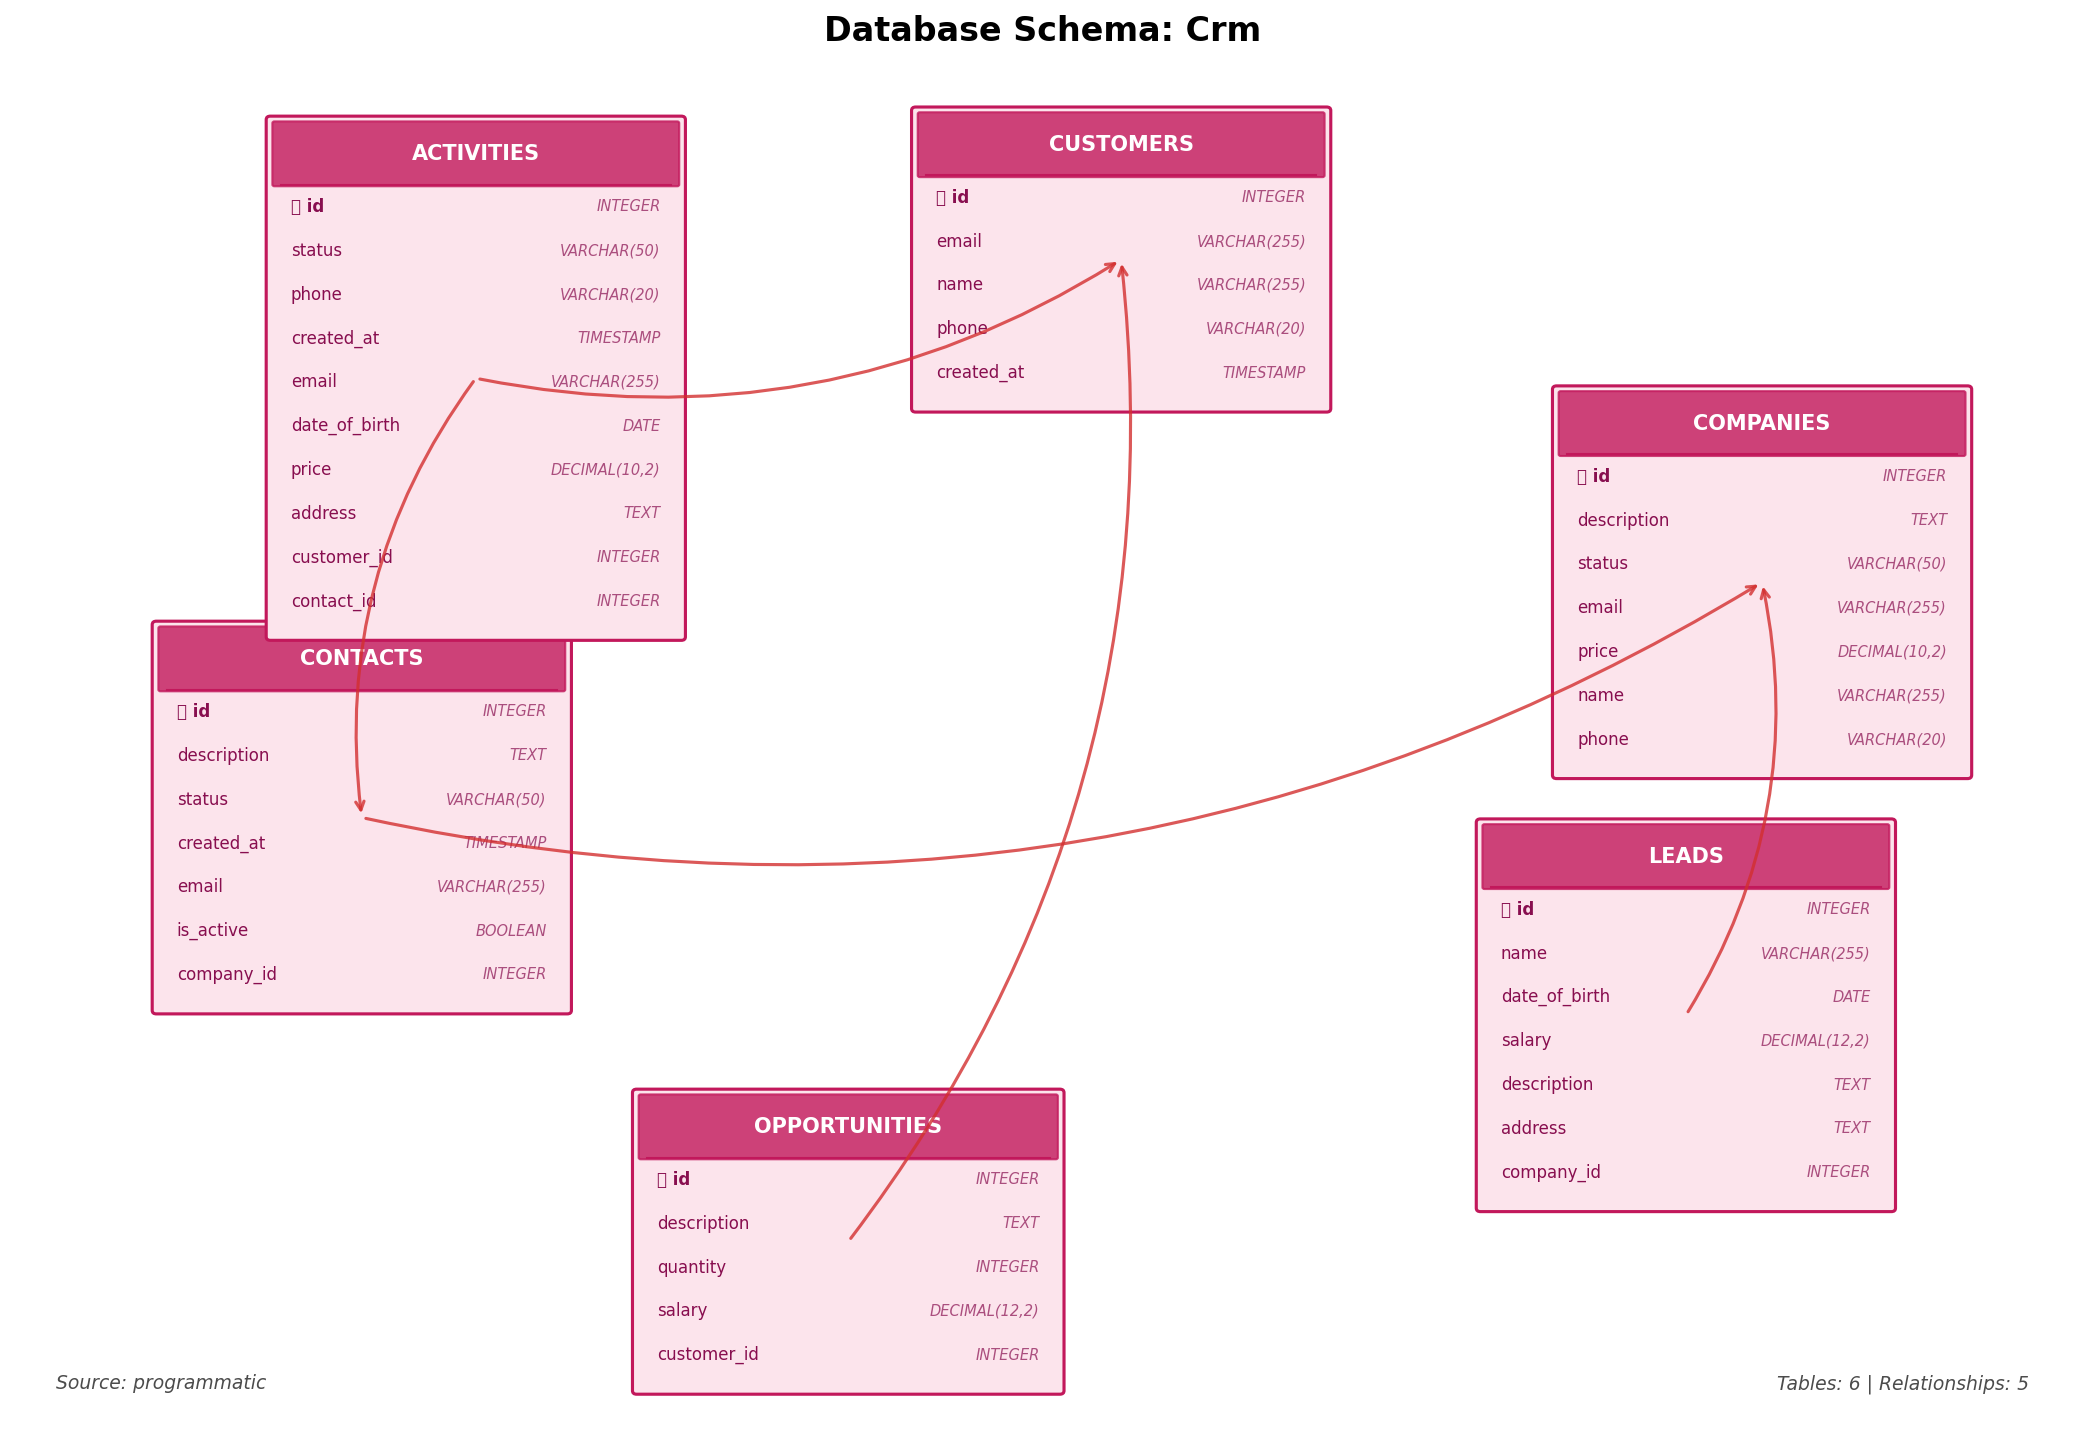 Database Schema: Crm
ACTIVITIES
id INTEGER
status VARCHAR(50)
phone VARCHAR(20)
created_at TIMESTAMP
email VARCHAR(255)
date_of_birth DATE
price DECIMAL(10,2)
address TEXT
customer_id INTEGER
contact_id INTEGER
CUSTOMERS
id INTEGER
email VARCHAR(255)
name VARCHAR(255)
phone VARCHAR(20)
created_at TIMESTAMP
COMPANIES
id INTEGER
description TEXT
status VARCHAR(50)
email VARCHAR(255)
price DECIMAL(10,2)
name VARCHAR(255)
phone VARCHAR(20)
CONTACTS
id INTEGER
description TEXT
status VARCHAR(50)
created_at TIMESTAMP
email VARCHAR(255)
is_active BOOLEAN
company_id INTEGER
LEADS
id INTEGER
name VARCHAR(255)
date_of_birth DATE
salary DECIMAL(12,2)
description TEXT
address TEXT
company_id INTEGER
OPPORTUNITIES
id INTEGER
description TEXT
quantity INTEGER
salary DECIMAL(12,2)
customer_id INTEGER
Source: programmatic
Tables: 6 | Relationships: 5